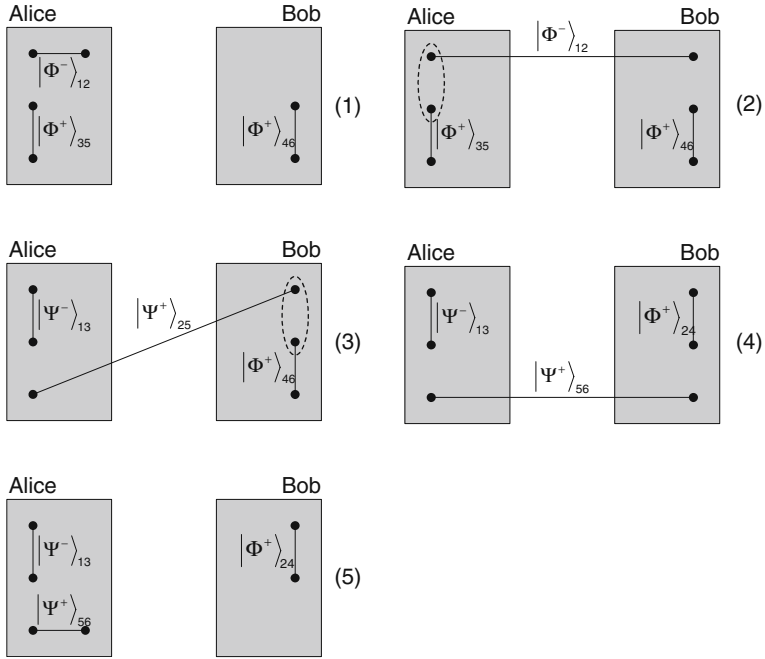 Alice Bob
|Φ⁻⟩₁₂
|Φ⁺⟩₃₅ |Φ⁺⟩₄₆ (1)
Alice |Φ⁻⟩₁₂ Bob
|Φ⁺⟩₃₅ |Φ⁺⟩₄₆ (2)
Alice Bob
|Ψ⁻⟩₁₃ |Ψ⁺⟩₂₅
|Φ⁺⟩₄₆ (3)
Alice Bob
|Ψ⁻⟩₁₃ |Φ⁺⟩₂₄ (4)
|Ψ⁺⟩₅₆
Alice Bob
|Ψ⁻⟩₁₃ |Φ⁺⟩₂₄ (5)
|Ψ⁺⟩₅₆